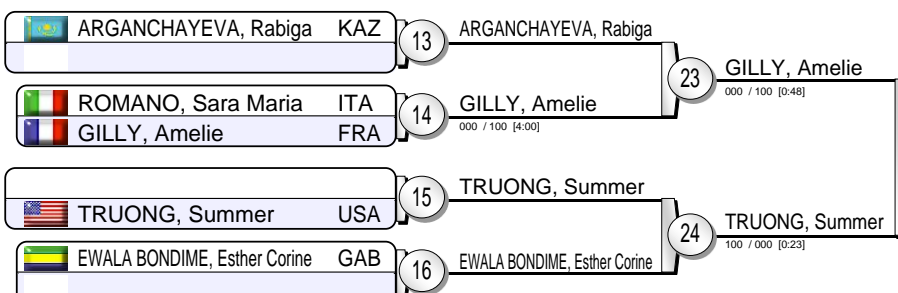 ARGANCHAYEVA, Rabiga KAZ
13
ARGANCHAYEVA, Rabiga
23
GILLY, Amelie
000 / 100 [0:48]
ROMANO, Sara Maria ITA
GILLY, Amelie FRA
14
GILLY, Amelie
000 / 100 [4:00]
TRUONG, Summer USA
15
TRUONG, Summer
24
TRUONG, Summer
100 / 000 [0:23]
EWALA BONDIME, Esther Corine GAB
16
EWALA BONDIME, Esther Corine